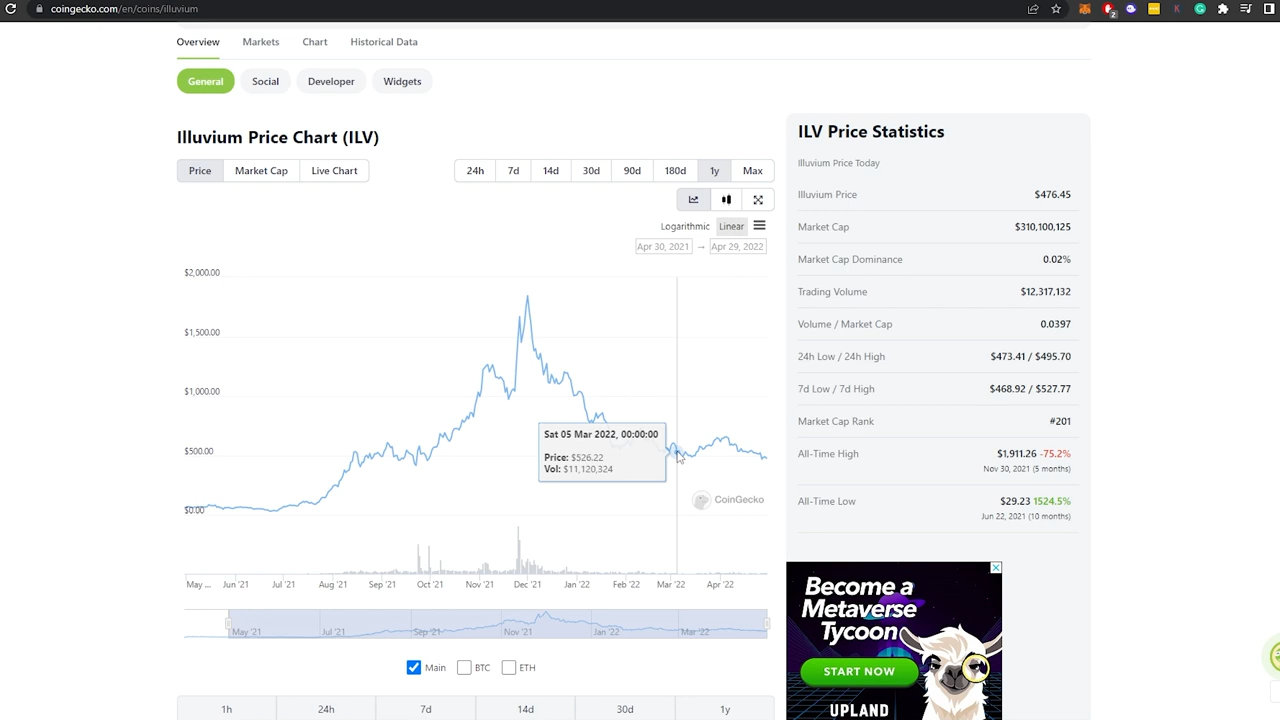 coingecko.com/en/coins/illuvium
2
Overview Markets Chart Historical Data
General Social Developer Widgets
Illuvium Price Chart (ILV)
Price Market Cap Live Chart 24h 7d 14d 30d 90d 180d 1y Max
Logarithmic Linear
Apr 30, 2021 → Apr 29, 2022
$2,000.00
$1,500.00
$1,000.00
$500.00
$0.00
Sat 05 Mar 2022, 00:00:00
Price: $526.22
Vol: $11,120,324
CoinGecko
May ... Jun '21 Jul '21 Aug '21 Sep '21 Oct '21 Nov '21 Dec '21 Jan '22 Feb '22 Mar '22 Apr '22
May '21 Jul '21 Sep '21 Nov '21 Jan '22 Mar '22
Main BTC ETH
1h 24h 7d 14d 30d 1y
ILV Price Statistics
Illuvium Price Today
Illuvium Price $476.45
Market Cap $310,100,125
Market Cap Dominance 0.02%
Trading Volume $12,317,132
Volume / Market Cap 0.0397
24h Low / 24h High $473.41 / $495.70
7d Low / 7d High $468.92 / $527.77
Market Cap Rank #201
All-Time High $1,911.26 -75.2%
Nov 30, 2021 (5 months)
All-Time Low $29.23 1524.5%
Jun 22, 2021 (10 months)
Become a
Metaverse
Tycoon
START NOW
UPLAND